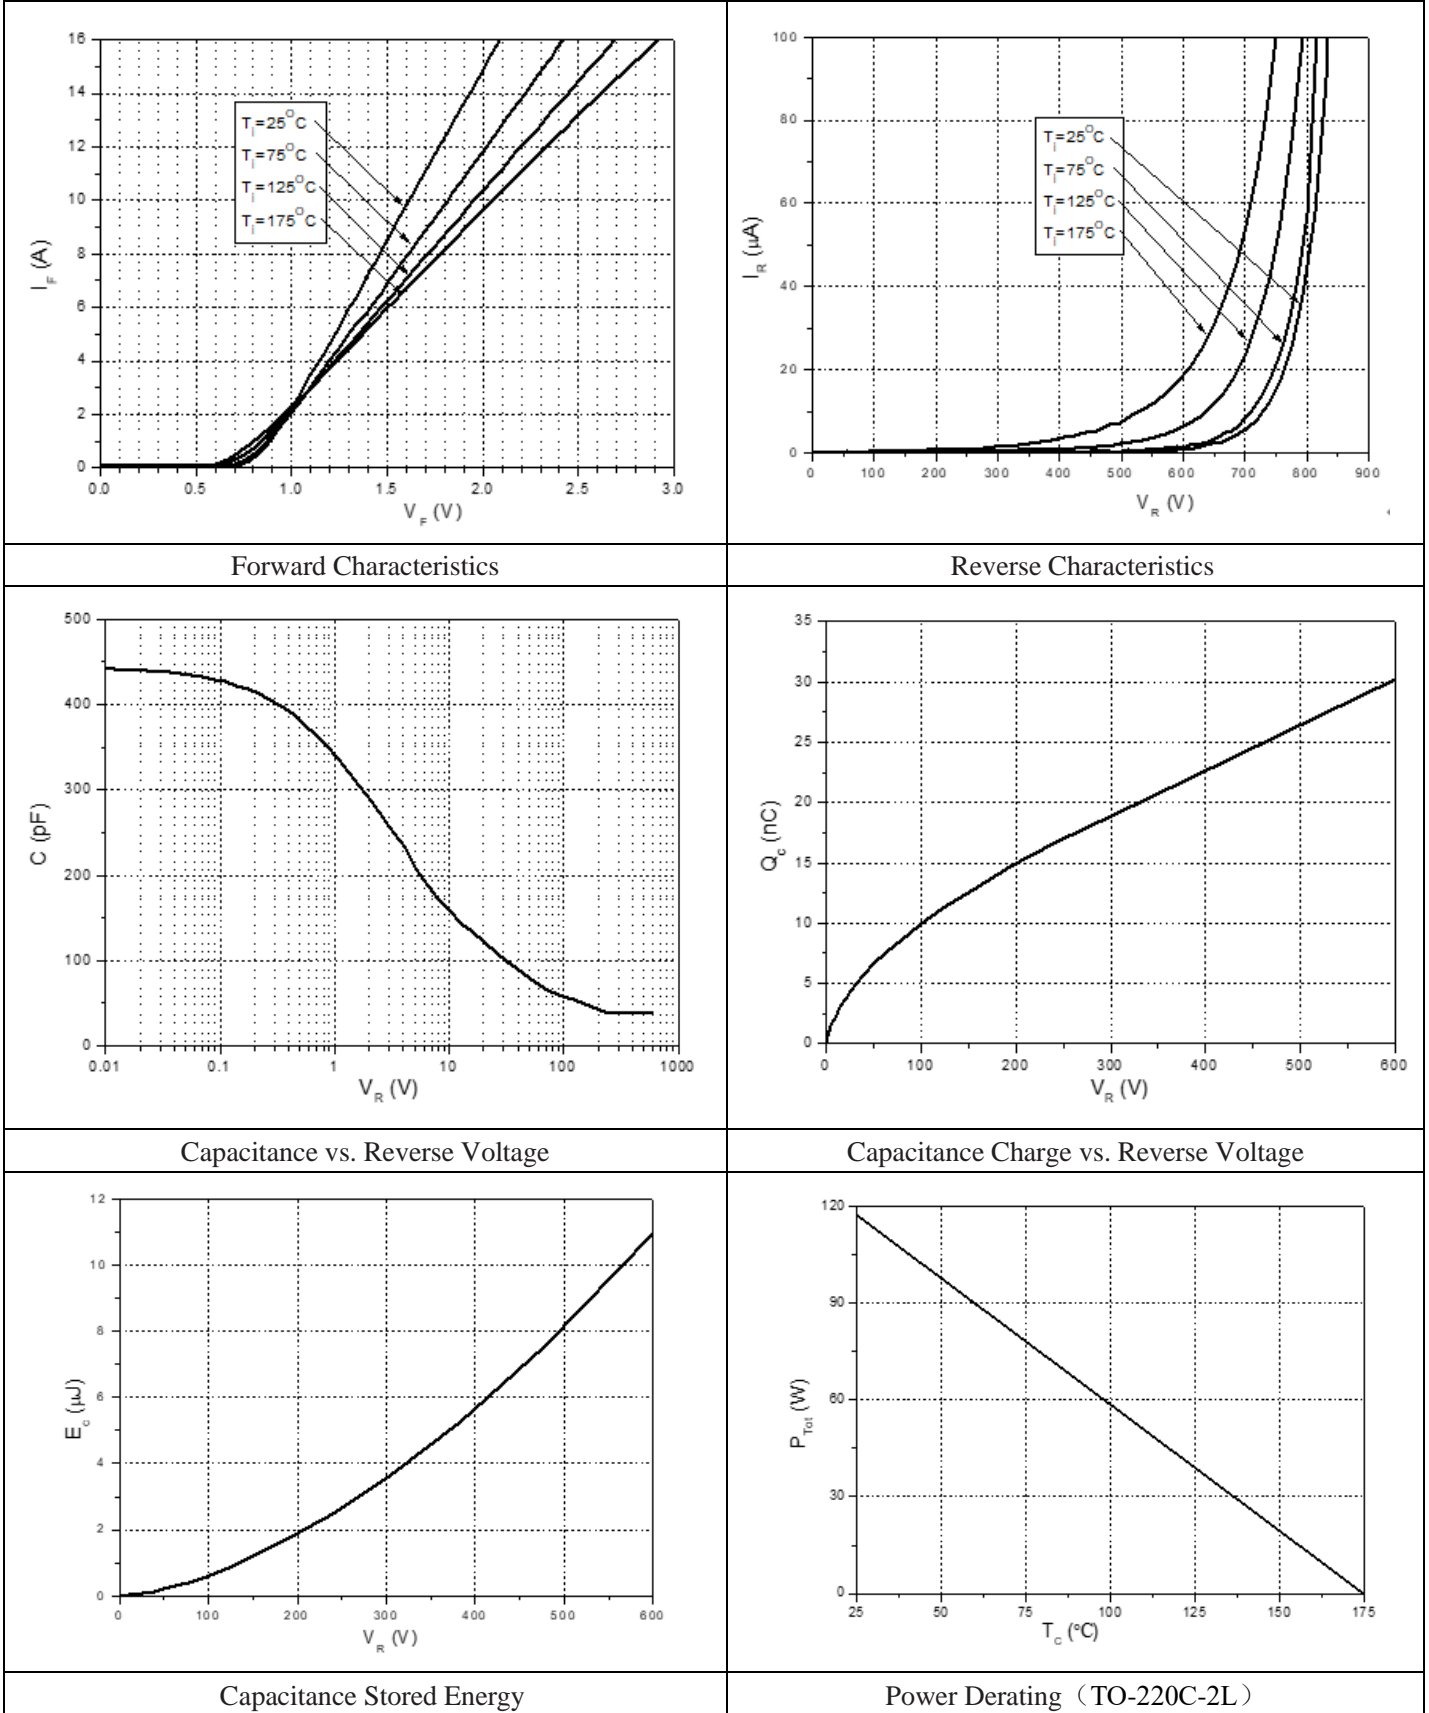 16
14
12
10
8
6
4
2
0
I_F (A)
T_j=25°C
T_j=75°C
T_j=125°C
T_j=175°C
0.0 0.5 1.0 1.5 2.0 2.5 3.0
V_F (V)
Forward Characteristics
100
80
60
40
20
0
I_R (μA)
T_j=25°C
T_j=75°C
T_j=125°C
T_j=175°C
0 100 200 300 400 500 600 700 800 900
V_R (V)
Reverse Characteristics
500
400
300
200
100
0
C (pF)
0.01 0.1 1 10 100 1000
V_R (V)
Capacitance vs. Reverse Voltage
35
30
25
20
15
10
5
0
Q_c (nC)
0 100 200 300 400 500 600
V_R (V)
Capacitance Charge vs. Reverse Voltage
12
10
8
6
4
2
0
E_c (μJ)
0 100 200 300 400 500 600
V_R (V)
Capacitance Stored Energy
120
90
60
30
0
P_Tot (W)
25 50 75 100 125 150 175
T_c (°C)
Power Derating（TO-220C-2L）